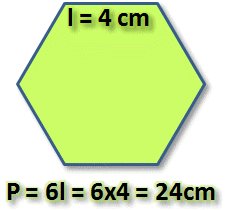 l = 4 cm
P = 6l = 6x4 = 24cm